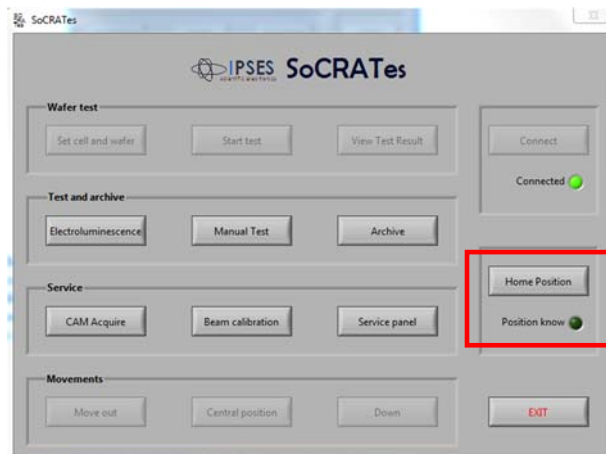 SoCRATes
IPSES SoCRATes
scientific electronics
Wafer test
Set cell and wafer
Start test
View Test Result
Connect
Connected
Test and archive
Electroluminescence
Manual Test
Archive
Home Position
Position know
Service
CAM Acquire
Beam calibration
Service panel
Movements
Move out
Central position
Down
EXIT